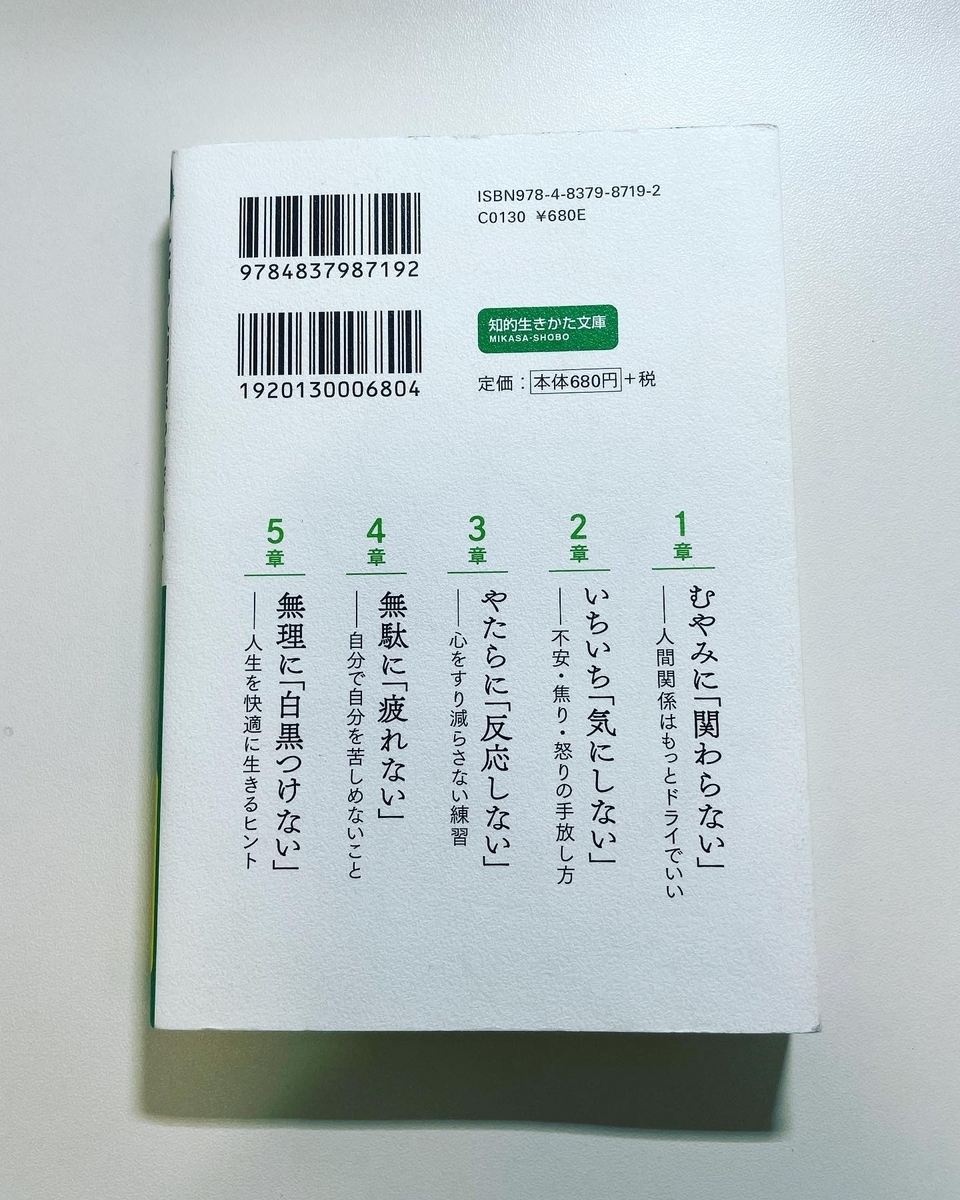 9784837987192
1920130006804
ISBN978-4-8379-8719-2
C0130 ¥680E
知的生きかた文庫
MIKASA-SHOBO
定価：本体680円＋税
1章
むやみに「関わらない」
——人間関係はもっとドライでいい
2章
いちいち「気にしない」
——不安・焦り・怒りの手放し方
3章
やたらに「反応しない」
——心をすり減らさない練習
4章
無駄に「疲れない」
——自分で自分を苦しめないこと
5章
無理に「白黒つけない」
——人生を快適に生きるヒント